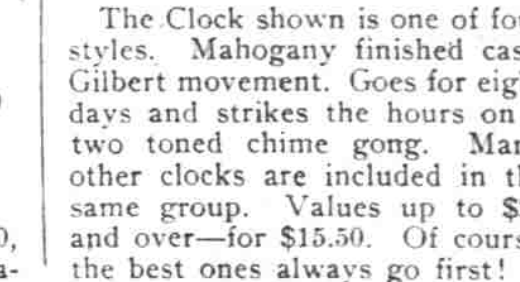 The Clock shown is one of fo
styles. Mahogany finished cas
Gilbert movement. Goes for eig
days and strikes the hours on
two toned chime gong. Man
other clocks are included in th
same group. Values up to $
0, and over—for $15.50. Of cours
a- the best ones always go first!